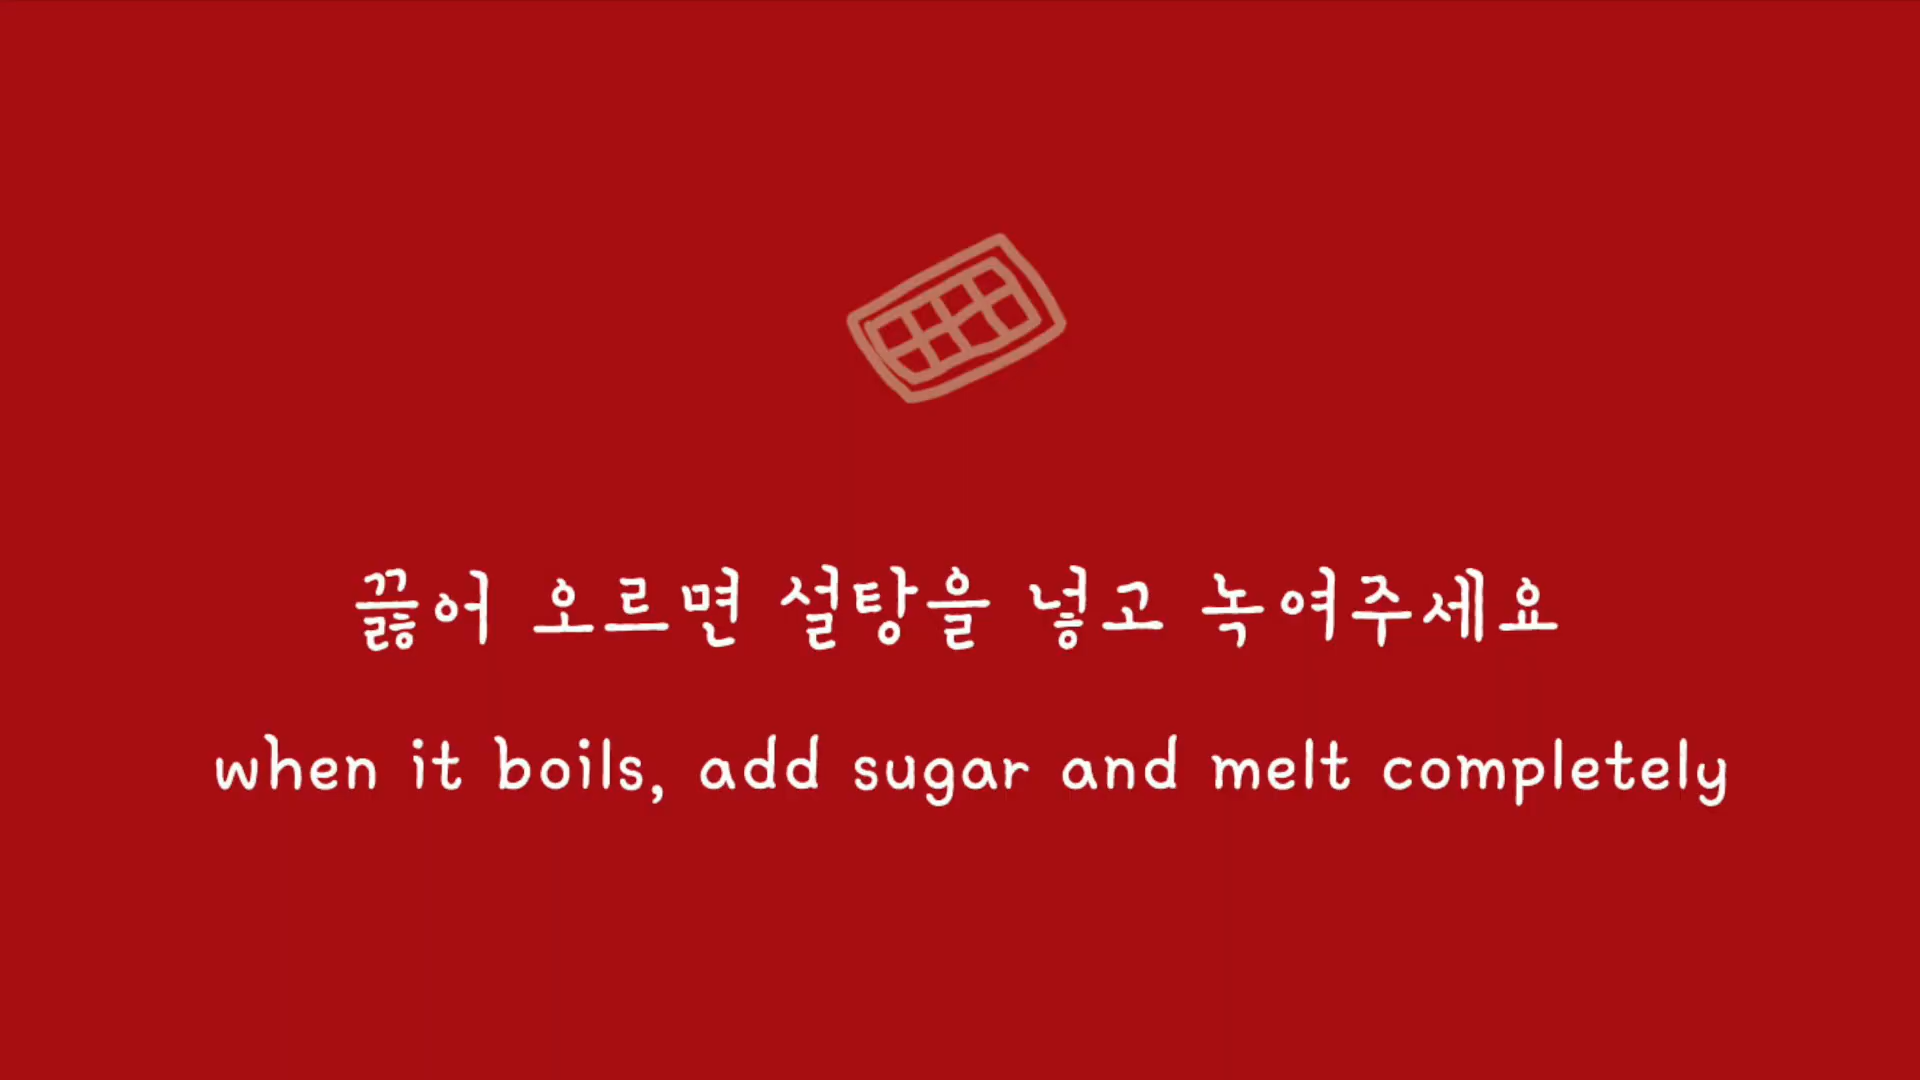 끓어 오르면 설탕을 넣고 녹여주세요
when it boils, add sugar and melt completely